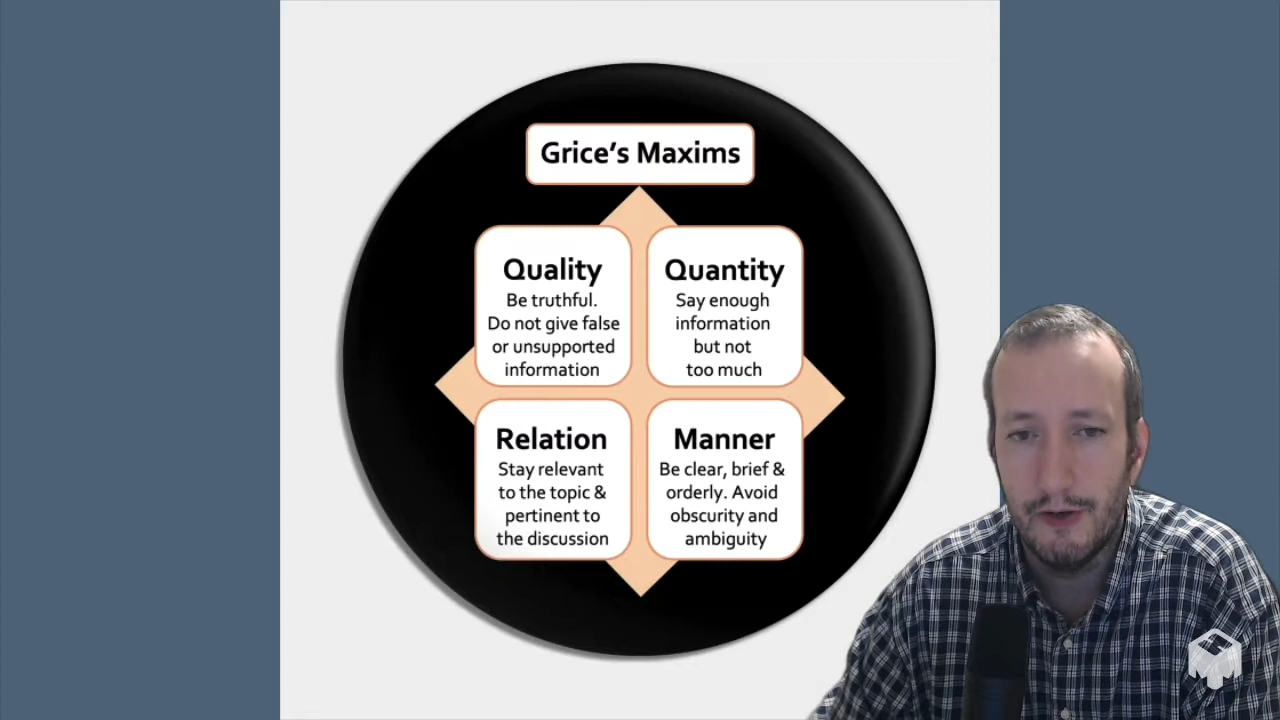 Grice’s Maxims
Quality
Be truthful.
Do not give false
or unsupported
information
Quantity
Say enough
information
but not
too much
Relation
Stay relevant
to the topic &
pertinent to
the discussion
Manner
Be clear, brief &
orderly. Avoid
obscurity and
ambiguity